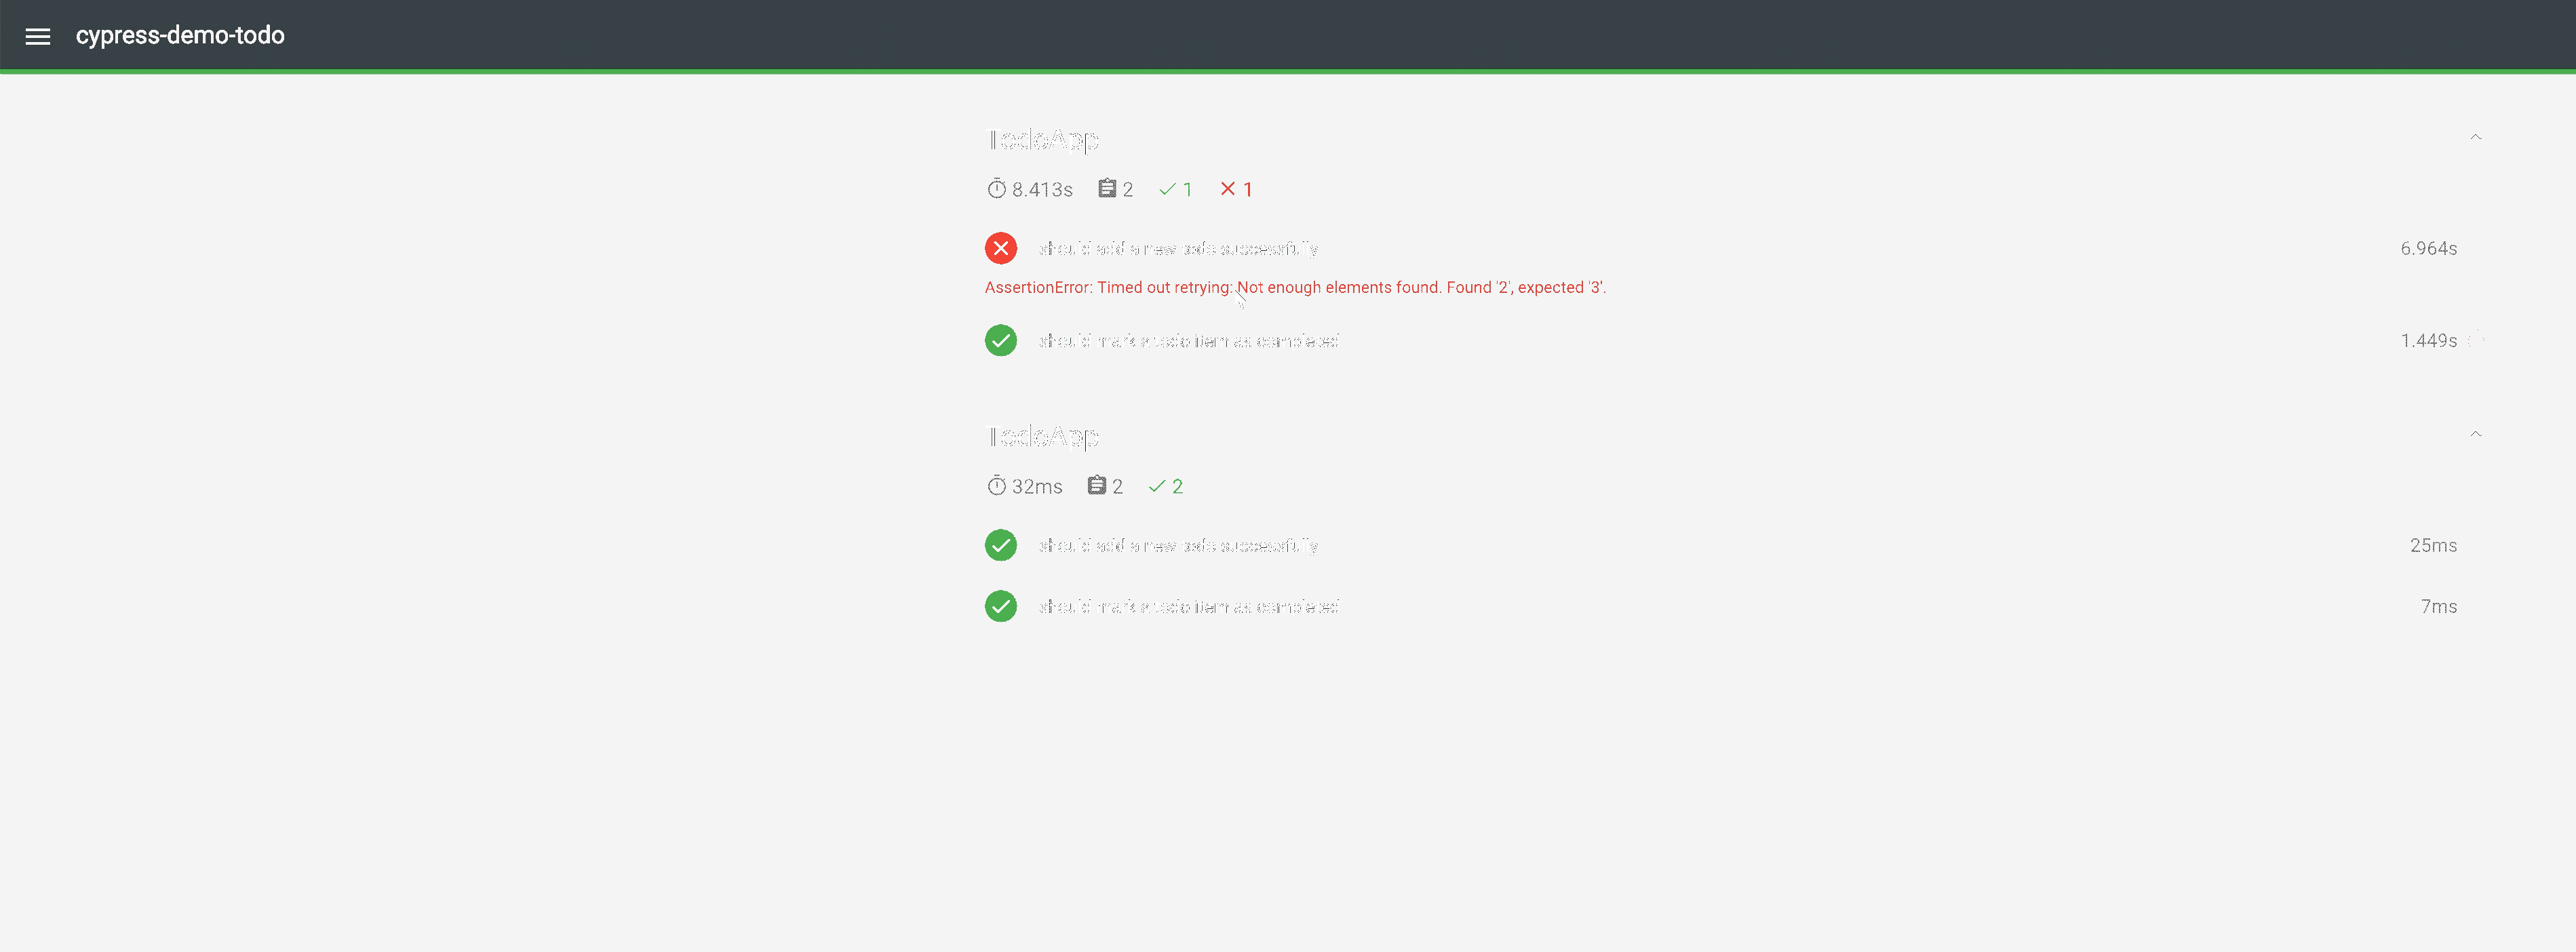 cypress-demo-todo
TodoApp
8.413s 2 1 1
should add a new todo successfully 6.964s
AssertionError: Timed out retrying: Not enough elements found. Found '2', expected '3'.
should mark a todo item as completed 1.449s
TodoApp
32ms 2 2
should add a new todo successfully 25ms
should mark a todo item as completed 7ms